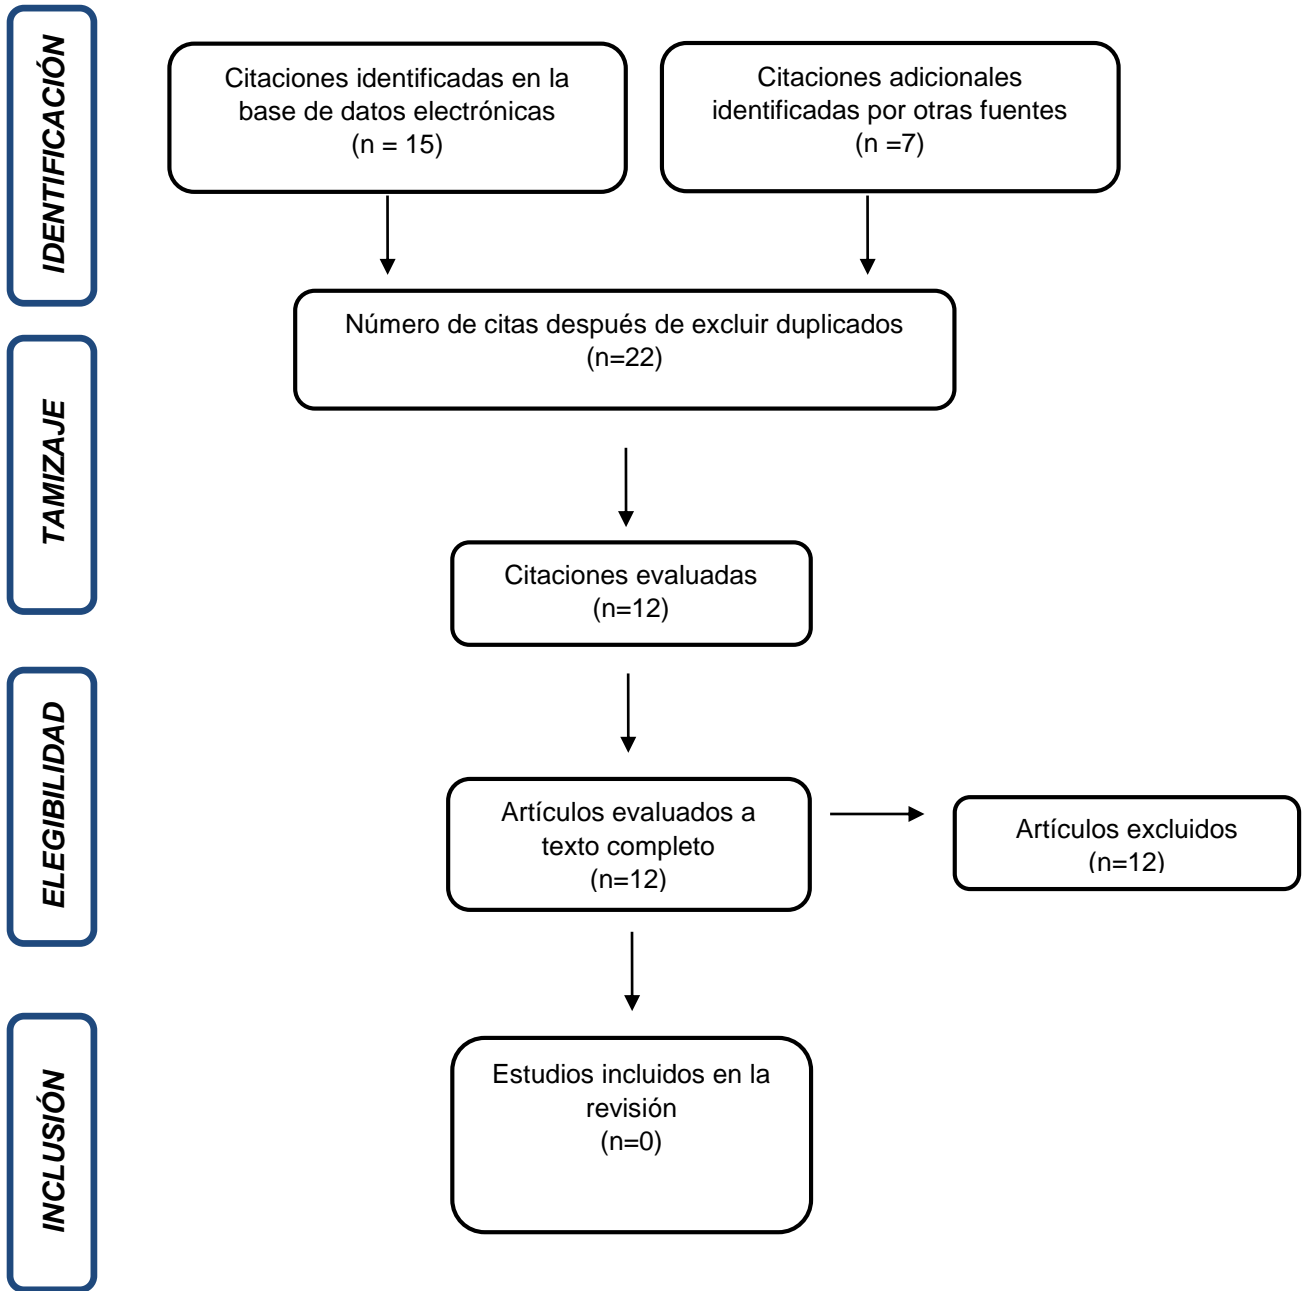 IDENTIFICACIÓN
Citaciones identificadas en la
base de datos electrónicas
(n = 15)
Citaciones adicionales
identificadas por otras fuentes
(n =7)
Número de citas después de excluir duplicados
(n=22)
TAMIZAJE
Citaciones evaluadas
(n=12)
ELEGIBILIDAD
Artículos evaluados a
texto completo
(n=12)
Artículos excluidos
(n=12)
INCLUSIÓN
Estudios incluidos en la
revisión
(n=0)